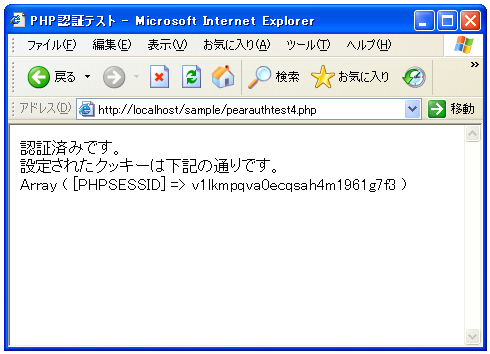 PHP認証テスト - Microsoft Internet Explorer
ファイル(F) 編集(E) 表示(V) お気に入り(A) ツール(T) ヘルプ(H)
戻る 検索 お気に入り »
アドレス(D) http://localhost/sample/pearauthtest4.php 移動
認証済みです。
設定されたクッキーは下記の通りです。
Array ( [PHPSESSID] => v1lkmpqva0ecqsah4m1961g7f3 )